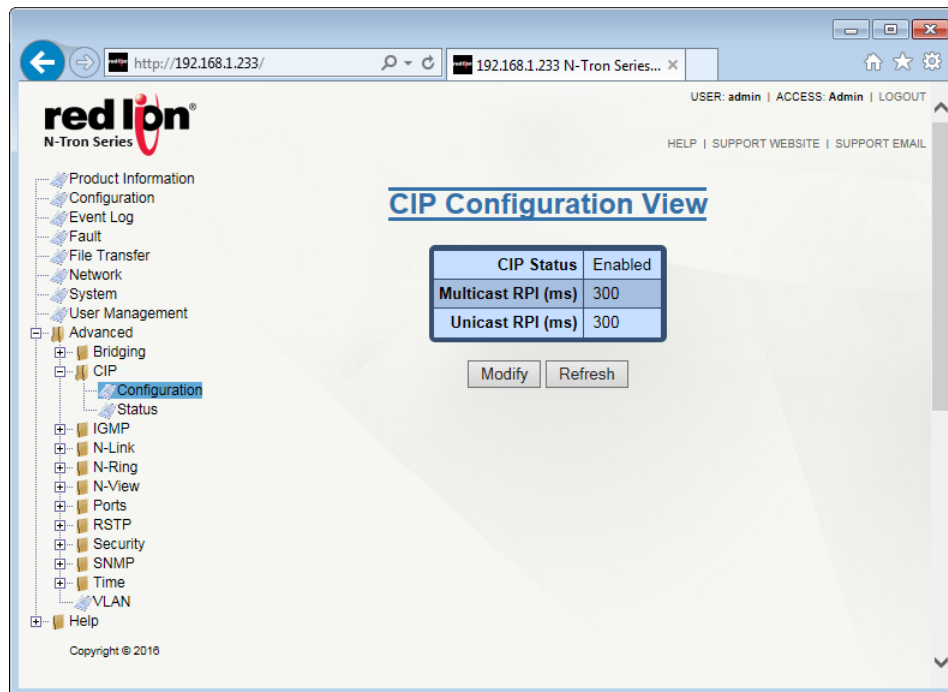 http://192.168.1.233/
192.168.1.233 N-Tron Series...
USER: admin | ACCESS: Admin | LOGOUT
red lion®
N-Tron Series
HELP | SUPPORT WEBSITE | SUPPORT EMAIL
Product Information
Configuration
Event Log
Fault
File Transfer
Network
System
User Management
Advanced
Bridging
CIP
Configuration
Status
IGMP
N-Link
N-Ring
N-View
Ports
RSTP
Security
SNMP
Time
VLAN
Help
Copyright © 2016
CIP Configuration View
CIP Status Enabled
Multicast RPI (ms) 300
Unicast RPI (ms) 300
Modify Refresh